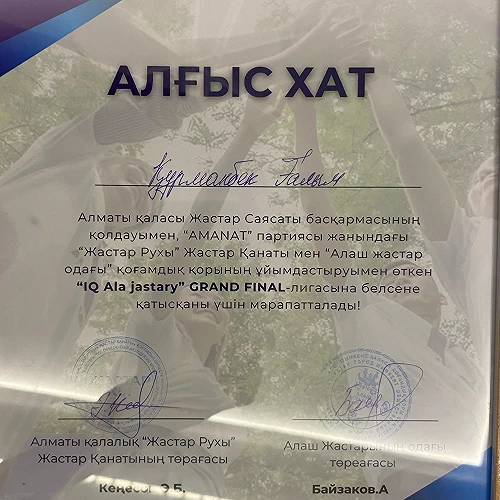 АЛҒЫС ХАТ
Құрманбек Ғалым
Алматы қаласы Жастар Саясаты басқармасының
қолдауымен, “AMANAT” партиясы жанындағы
“Жастар Рухы” Жастар Қанаты мен “Алаш жастар
одағы” қоғамдық қорының ұйымдастыруымен өткен
“IQ Ala jastary” GRAND FINAL-лигасына белсене
қатысқаны үшін марапатталады!
Алматы қалалық “Жастар Рухы”
Жастар Қанатының төрағасы
Э Б.
Алаш Жастарының одағы
төреағасы
Байзаков.А